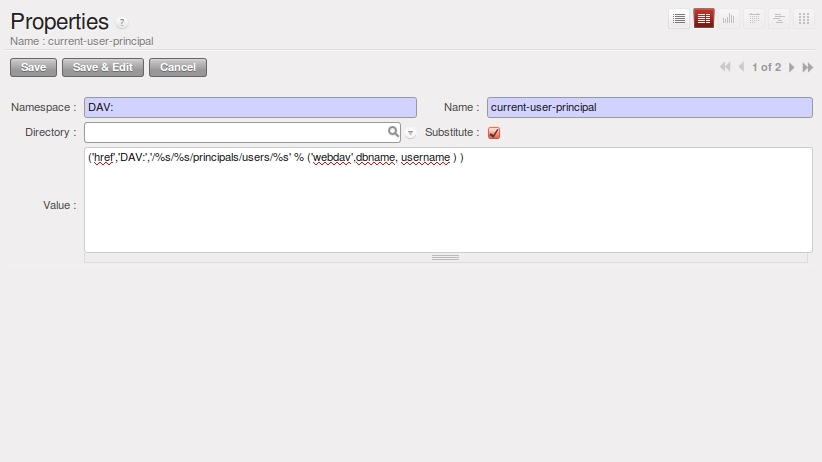 Properties ?
Name : current-user-principal
Save Save & Edit Cancel 1 of 2
Namespace : DAV: Name : current-user-principal
Directory : Substitute :
Value : ('href','DAV:','/%s/%s/principals/users/%s' % ('webdav',dbname, username ) )